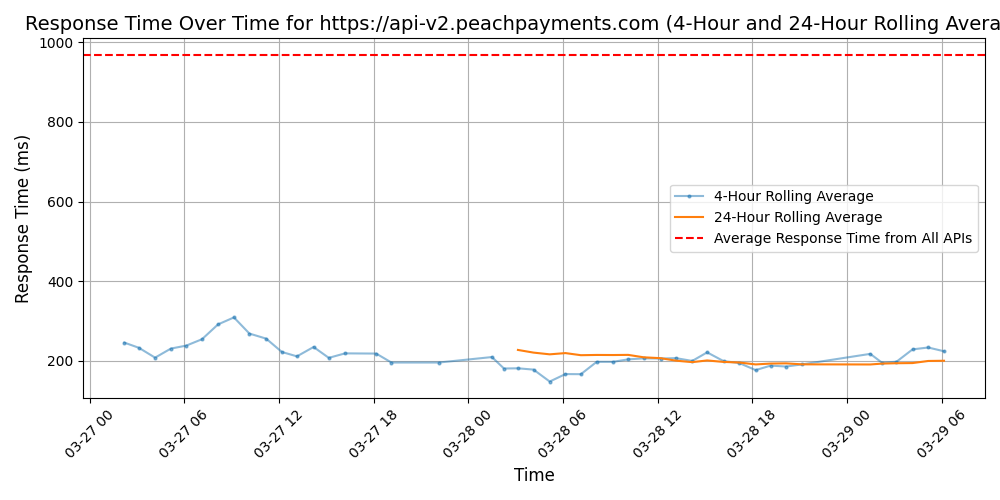 Response Time Over Time for https://api-v2.peachpayments.com (4-Hour and 24-Hour Rolling Avera
1000
800
600
400
200
Response Time (ms)
4-Hour Rolling Average
24-Hour Rolling Average
Average Response Time from All APIs
03-27 00
03-27 06
03-27 12
03-27 18
03-28 00
03-28 06
03-28 12
03-28 18
03-29 00
03-29 06
Time